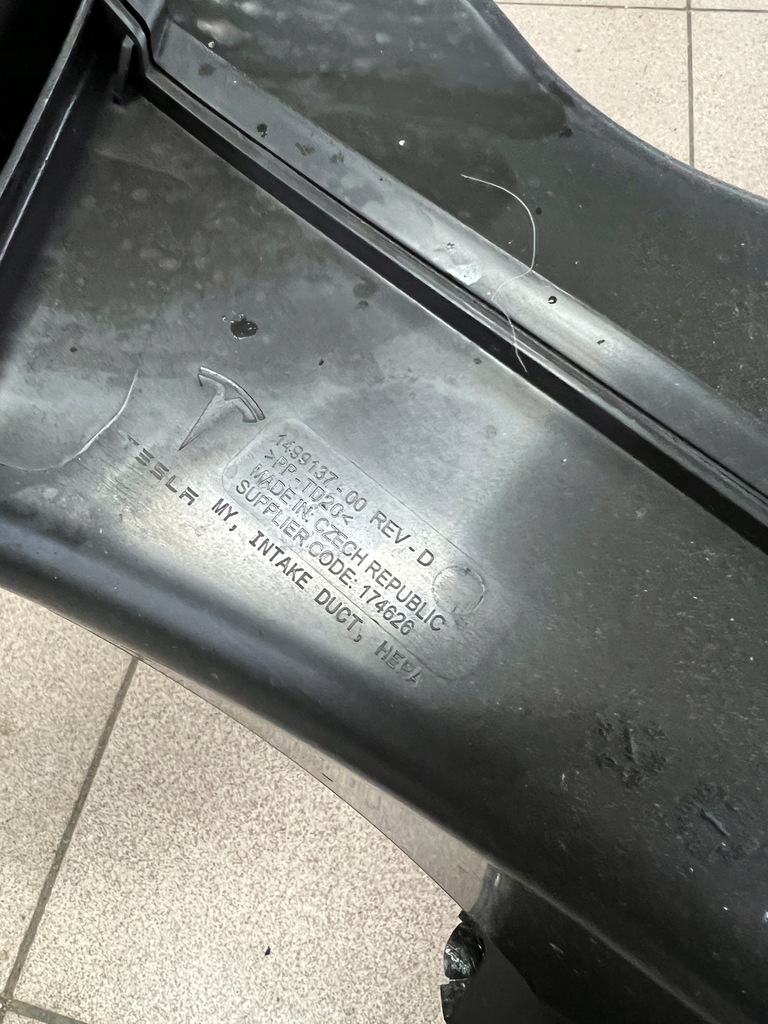 TESLA
1499137-00 REV-D
>PP-TD20<
MADE IN: CZECH REPUBLIC
SUPPLIER CODE: 174626
MY, INTAKE DUCT, HEPA